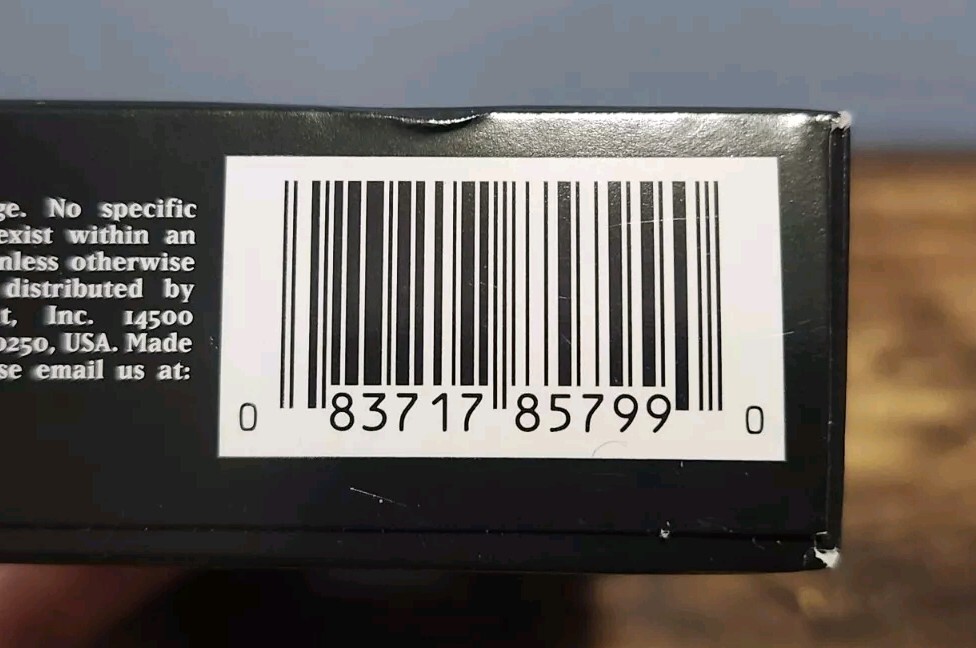 ge. No specific
exist within an
nless otherwise
distributed by
t, Inc. 14500
0250, USA. Made
se email us at:
0 83717 85799 0